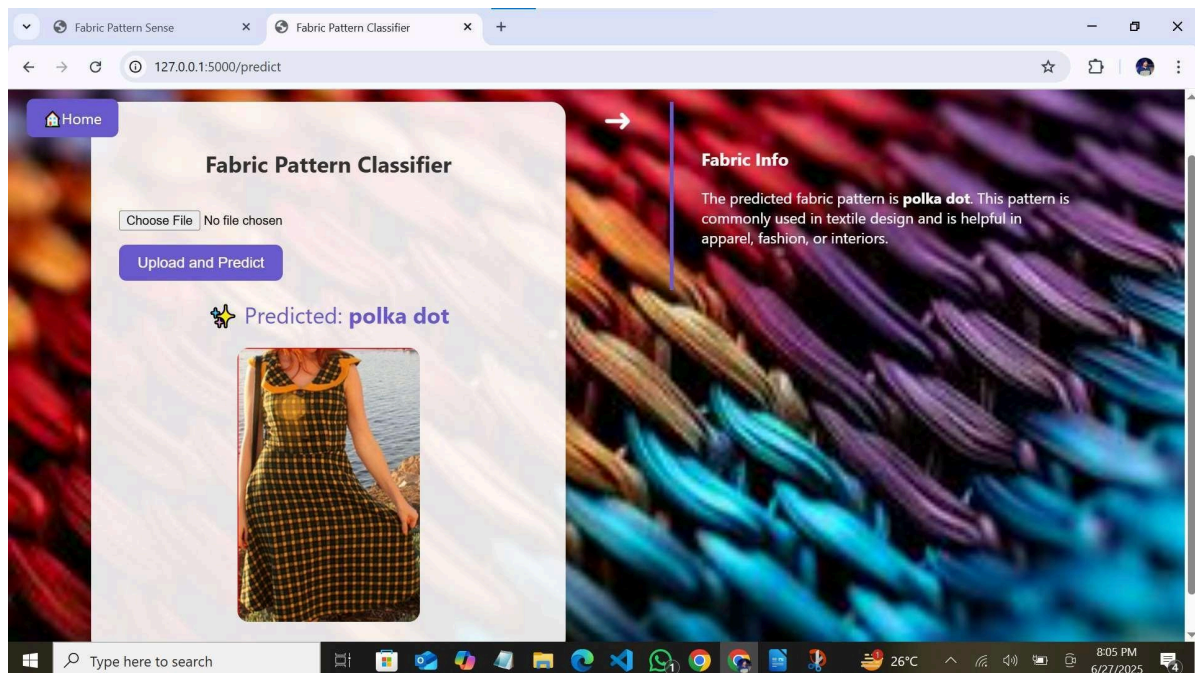 Fabric Pattern Sense
Fabric Pattern Classifier
127.0.0.1:5000/predict
Home
Fabric Pattern Classifier
Choose File No file chosen
Upload and Predict
Predicted: polka dot
Fabric Info
The predicted fabric pattern is polka dot. This pattern is
commonly used in textile design and is helpful in
apparel, fashion, or interiors.
Type here to search
1
1
26°C
8:05 PM
6/27/2025
4